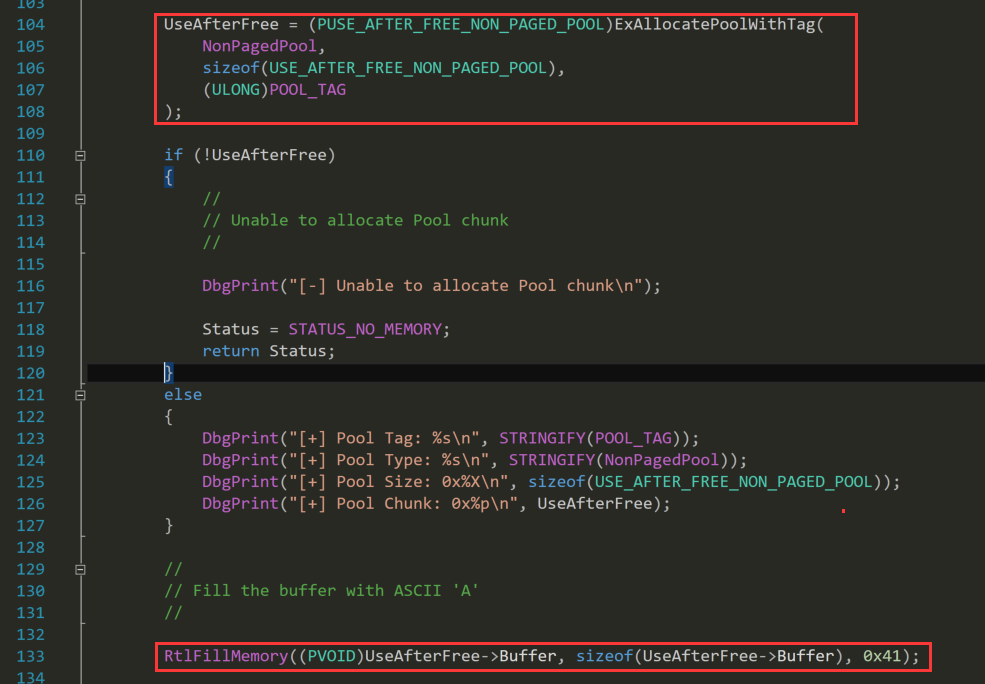 103
104 UseAfterFree = (PUSE_AFTER_FREE_NON_PAGED_POOL)ExAllocatePoolWithTag(
105 NonPagedPool,
106 sizeof(USE_AFTER_FREE_NON_PAGED_POOL),
107 (ULONG)POOL_TAG
108 );
109
110 if (!UseAfterFree)
111 {
112 //
113 // Unable to allocate Pool chunk
114 //
115
116 DbgPrint("[-] Unable to allocate Pool chunk\n");
117
118 Status = STATUS_NO_MEMORY;
119 return Status;
120 }
121 else
122 {
123 DbgPrint("[+] Pool Tag: %s\n", STRINGIFY(POOL_TAG));
124 DbgPrint("[+] Pool Type: %s\n", STRINGIFY(NonPagedPool));
125 DbgPrint("[+] Pool Size: 0x%X\n", sizeof(USE_AFTER_FREE_NON_PAGED_POOL));
126 DbgPrint("[+] Pool Chunk: 0x%p\n", UseAfterFree);
127 }
128
129 //
130 // Fill the buffer with ASCII 'A'
131 //
132
133 RtlFillMemory((PVOID)UseAfterFree->Buffer, sizeof(UseAfterFree->Buffer), 0x41);
134